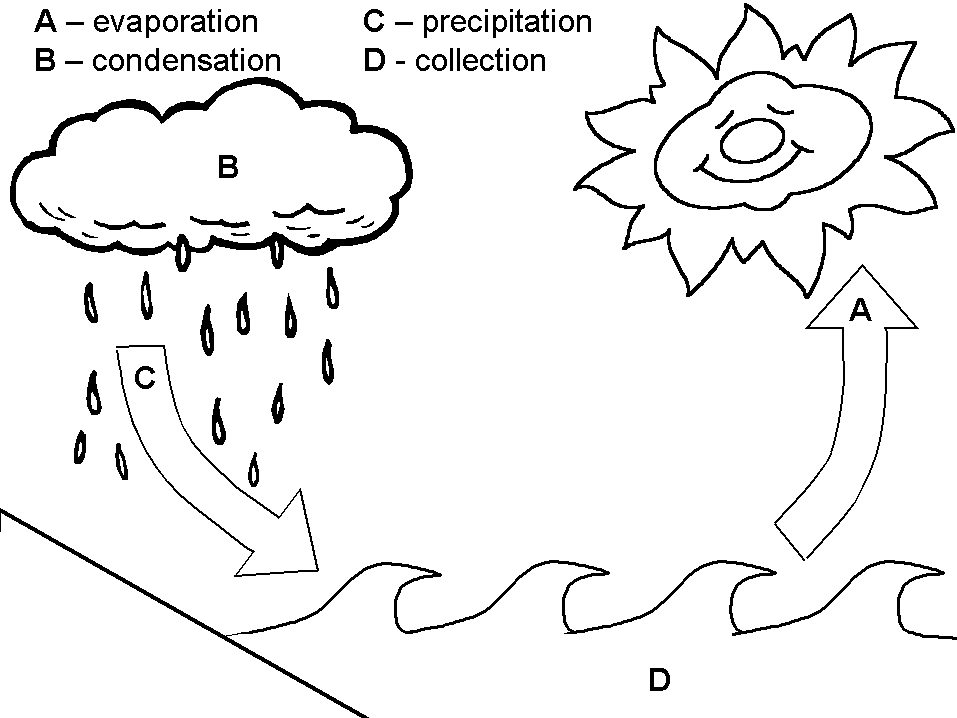 A – evaporation C – precipitation
B – condensation D - collection
B
A
C
D